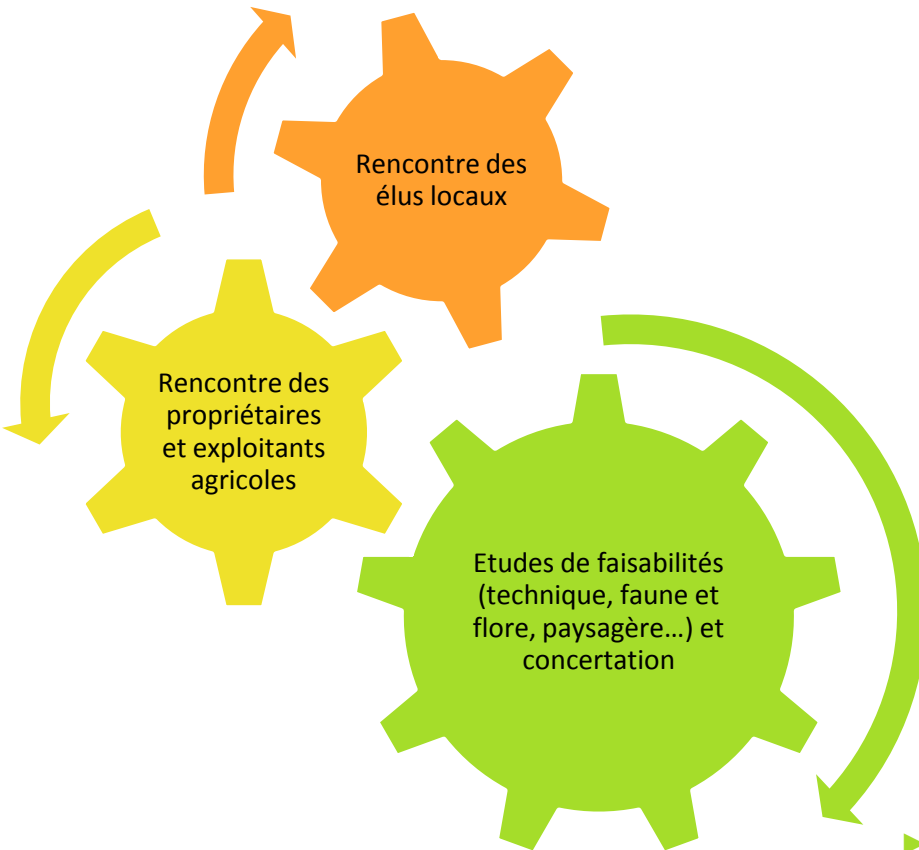 Rencontre des
élus locaux
Rencontre des
propriétaires
et exploitants
agricoles
Etudes de faisabilités
(technique, faune et
flore, paysagère…) et
concertation